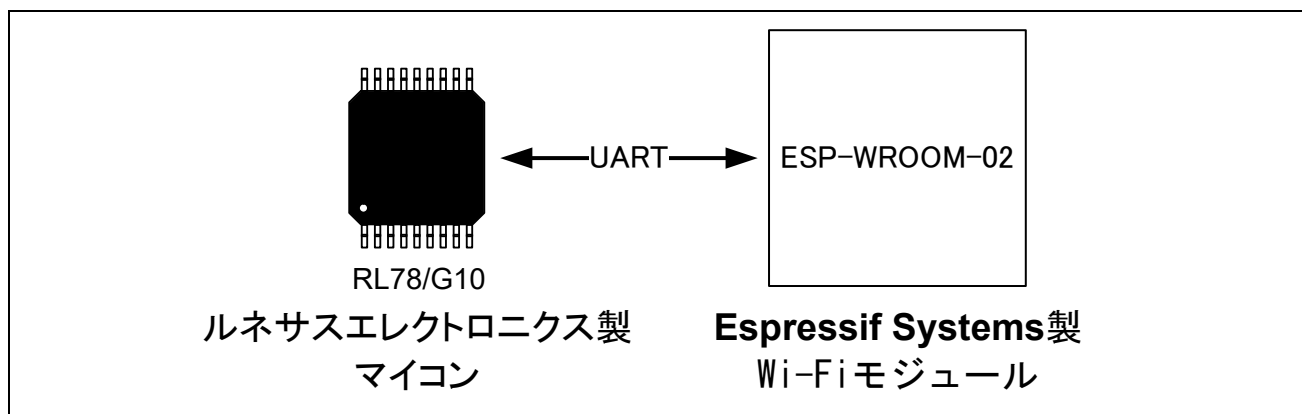 UART
ESP-WROOM-02
RL78/G10
ルネサスエレクトロニクス製
マイコン
Espressif Systems製
Wi-Fiモジュール